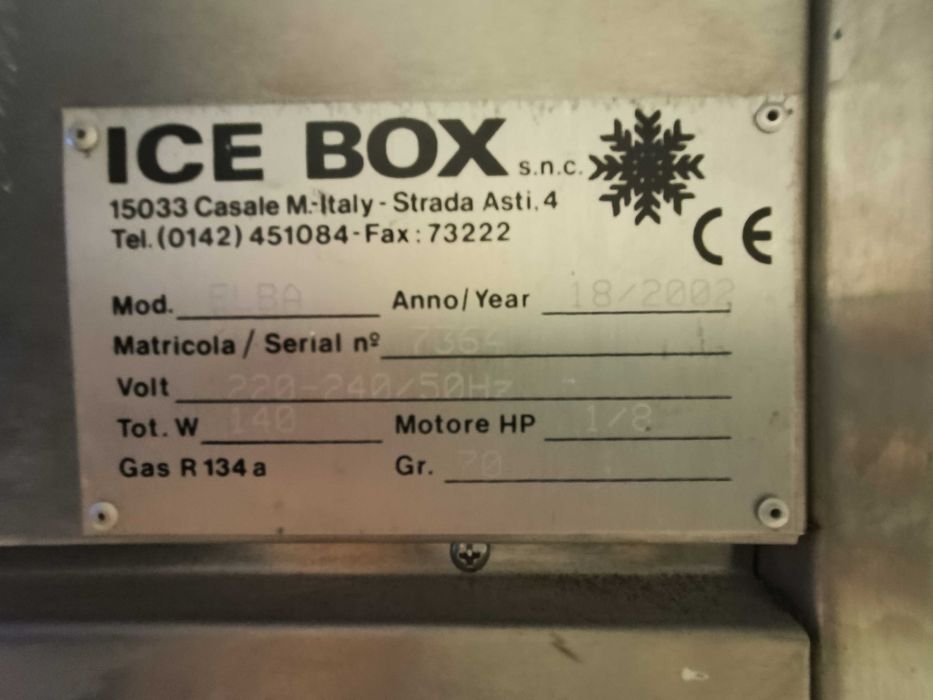 ICE BOX s.n.c.
15033 Casale M.-Italy - Strada Asti, 4
Tel. (0142) 451084 - Fax : 73222
CE
Mod. ELBA Anno/Year 18/2002
Matricola / Serial nº 7364
Volt 220-240/50Hz
Tot. W 140 Motore HP 1/8
Gas R 134 a Gr. 70